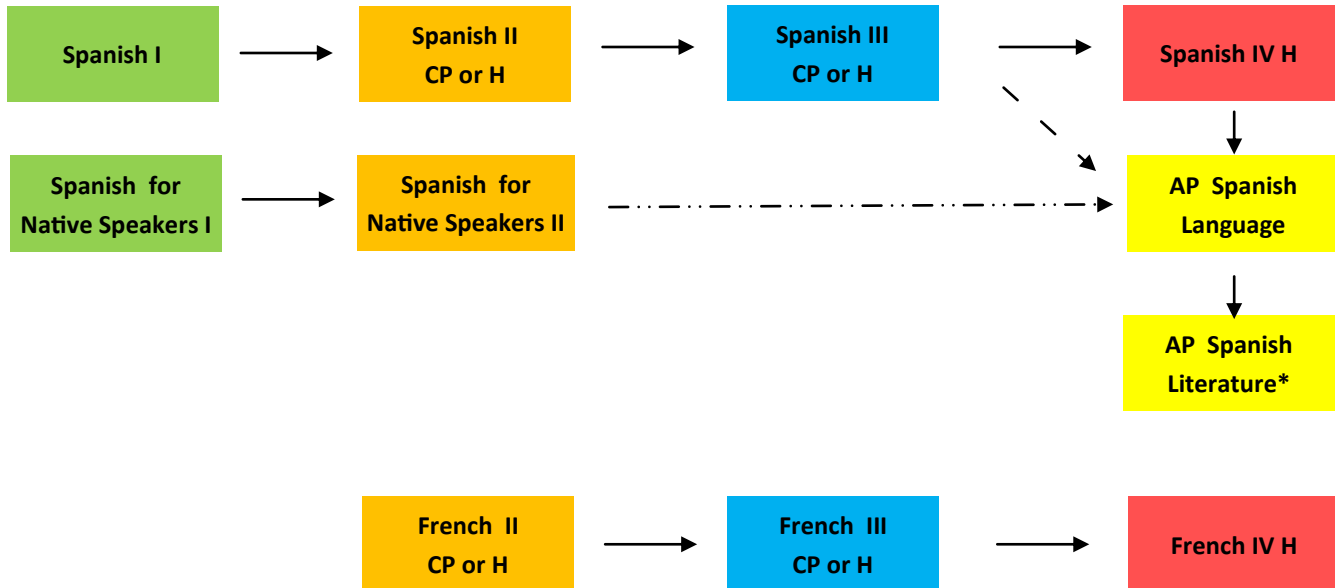 Spanish I
Spanish II
CP or H
Spanish III
CP or H
Spanish IV H
Spanish for
Native Speakers I
Spanish for
Native Speakers II
AP Spanish
Language
AP Spanish
Literature*
French II
CP or H
French III
CP or H
French IV H